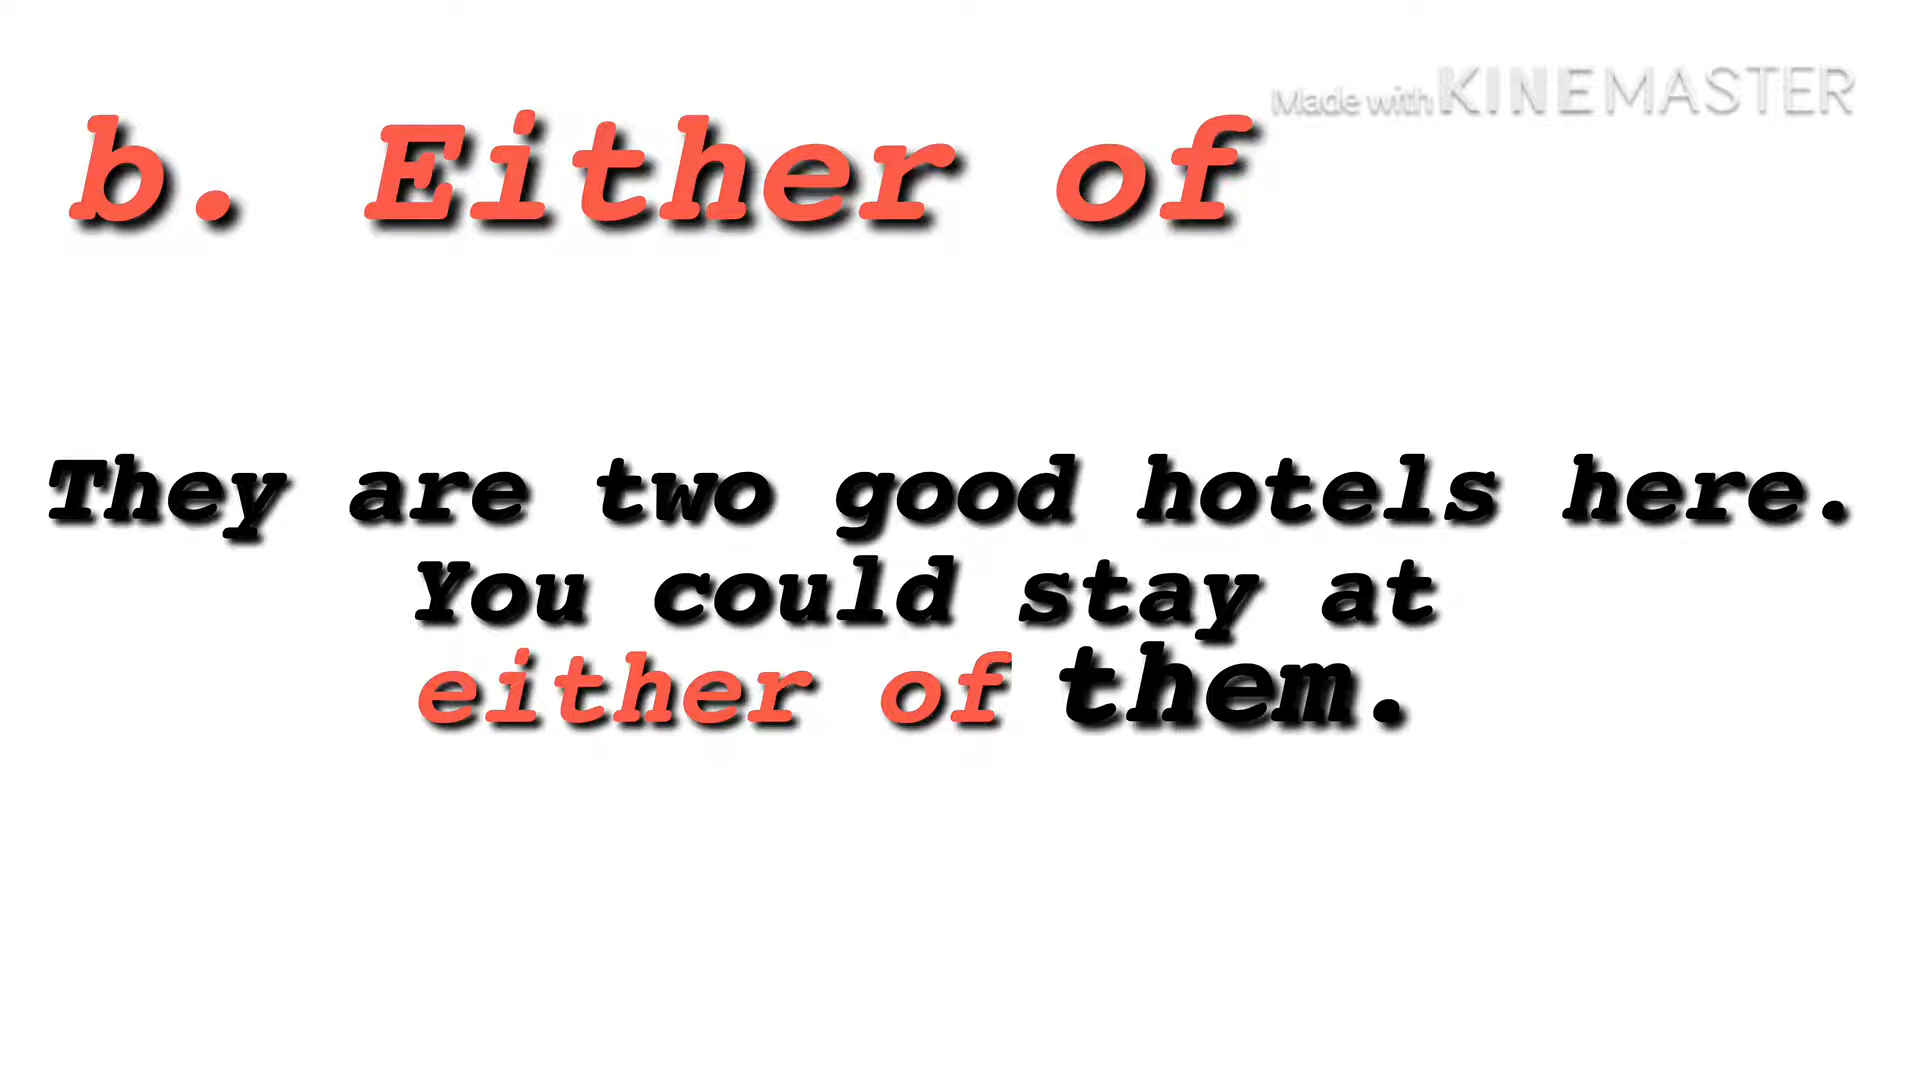 Made with KINEMASTER
b. Either of
They are two good hotels here.
You could stay at
either of them.